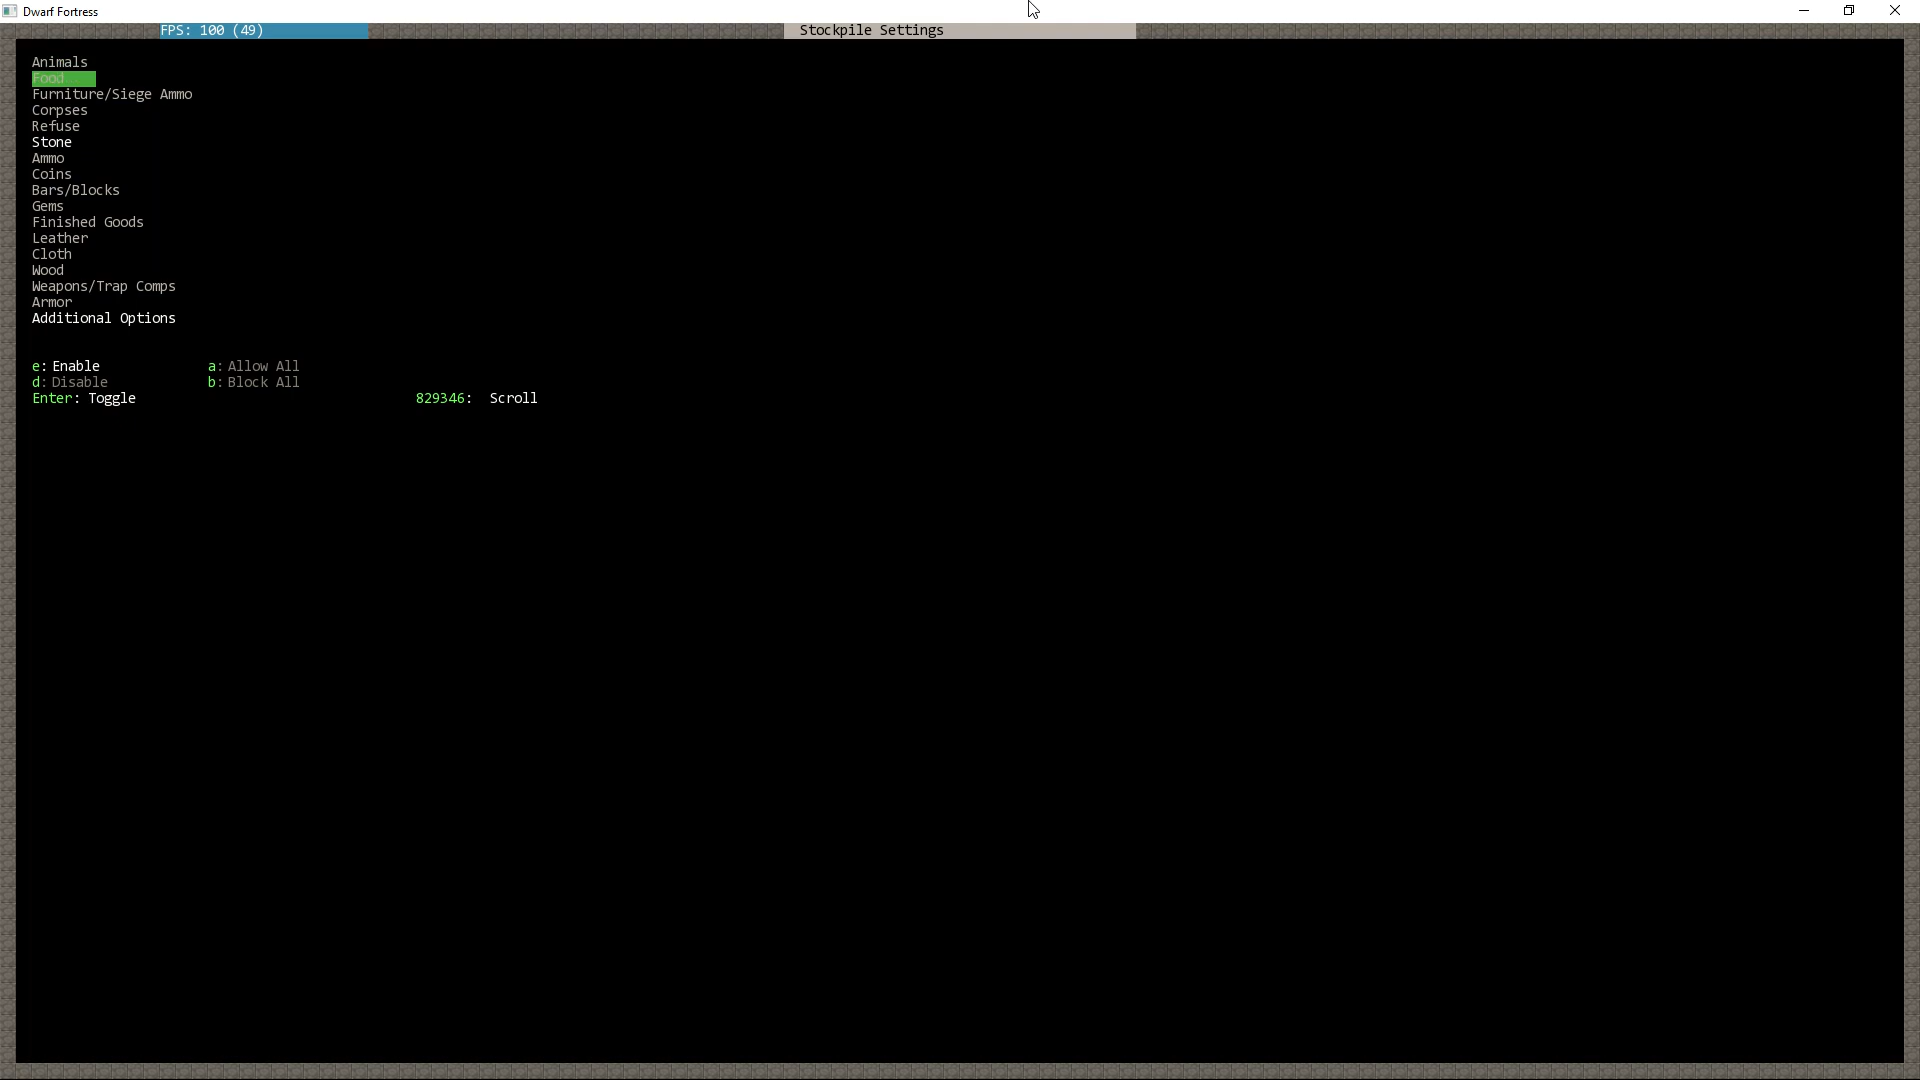 Dwarf Fortress
FPS: 100 (49)
Stockpile Settings
Animals
Food
Furniture/Siege Ammo
Corpses
Refuse
Stone
Ammo
Coins
Bars/Blocks
Gems
Finished Goods
Leather
Cloth
Wood
Weapons/Trap Comps
Armor
Additional Options
e: Enable a: Allow All
d: Disable b: Block All
Enter: Toggle 829346: Scroll